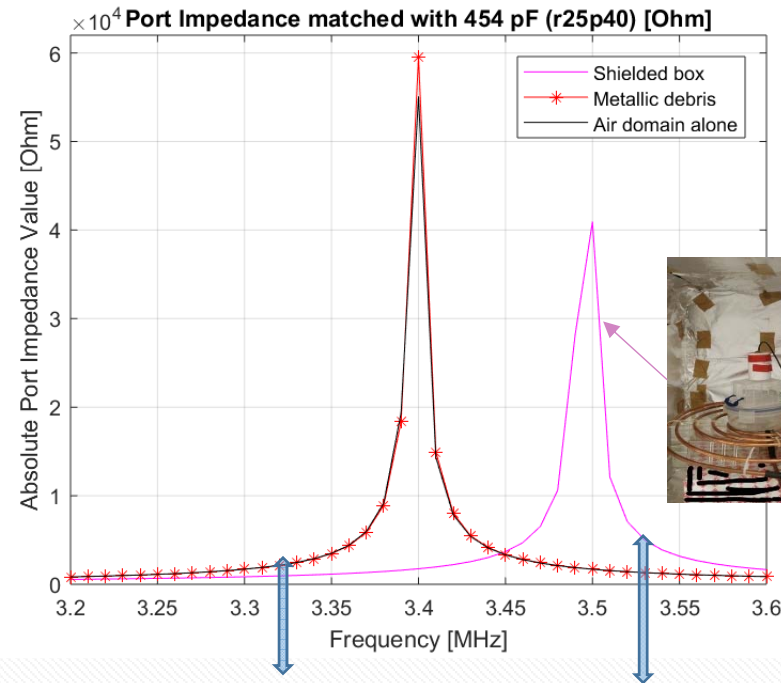 ×10⁴ Port Impedance matched with 454 pF (r25p40) [Ohm]
Shielded box
Metallic debris
Air domain alone
Absolute Port Impedance Value [Ohm]
6
5
4
3
2
1
0
3.2 3.25 3.3 3.35 3.4 3.45 3.5 3.55 3.6
Frequency [MHz]